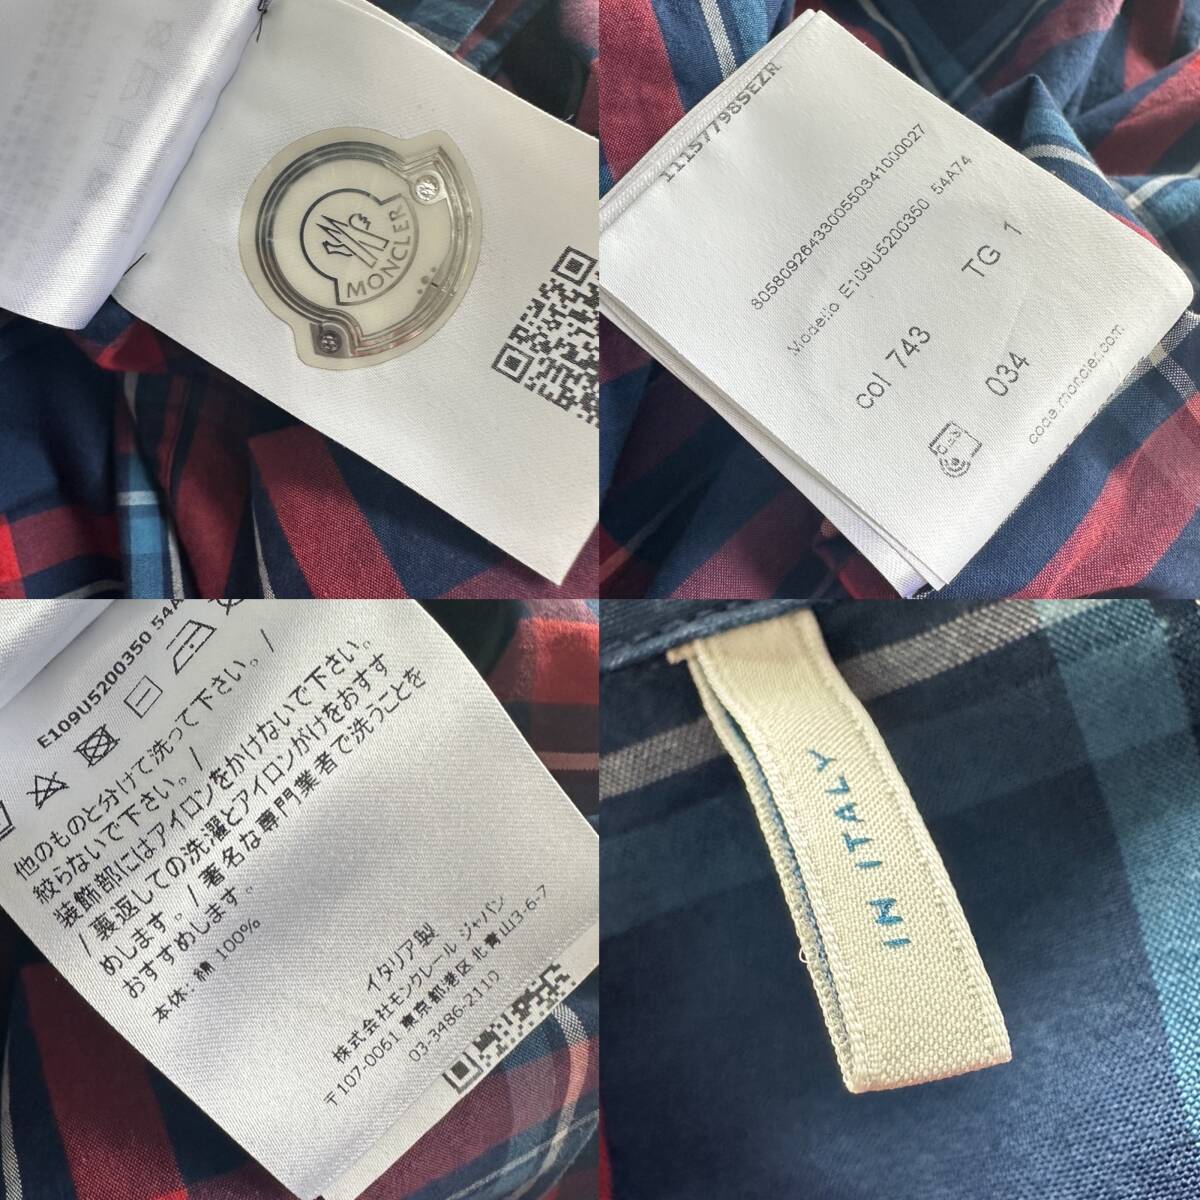 MONCLER
111S7798SEZR
8058092643300550341000027
Modello E109U5200350 54A74
col 743 TG 1
034
code.moncler.com
E109U5200350 54A
他のものと分けて洗って下さい。/
絞らないで下さい。/
装飾部にはアイロンをかけないで下さい。
/ 裏返しての洗濯とアイロンがけをおすす
めします。/ 著名な専門業者で洗うことを
おすすめします。
本体: 綿 100%
イタリア製
株式会社モンクレール ジャパン
〒107-0061 東京都港区 北 青山3-6-7
03-3486-2110
IN ITALY